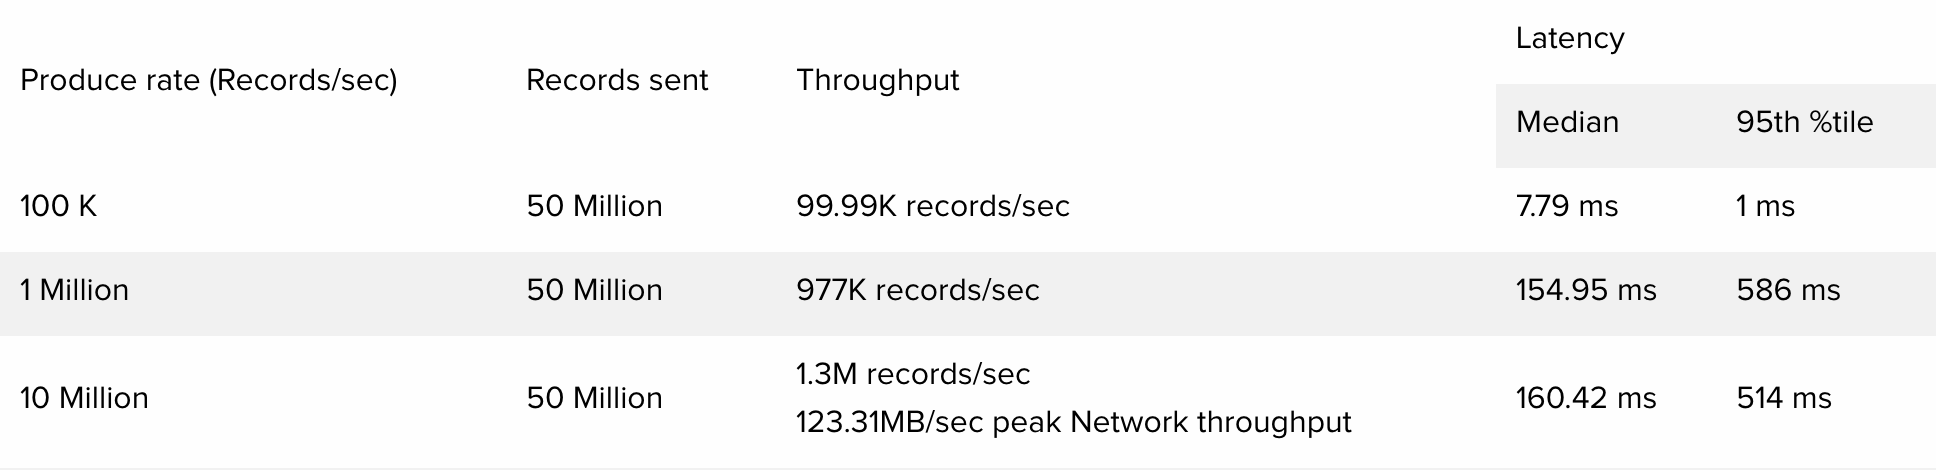 Latency
Produce rate (Records/sec) Records sent Throughput
Median 95th %tile
100 K 50 Million 99.99K records/sec 7.79 ms 1 ms
1 Million 50 Million 977K records/sec 154.95 ms 586 ms
1.3M records/sec
10 Million 50 Million 160.42 ms 514 ms
123.31MB/sec peak Network throughput